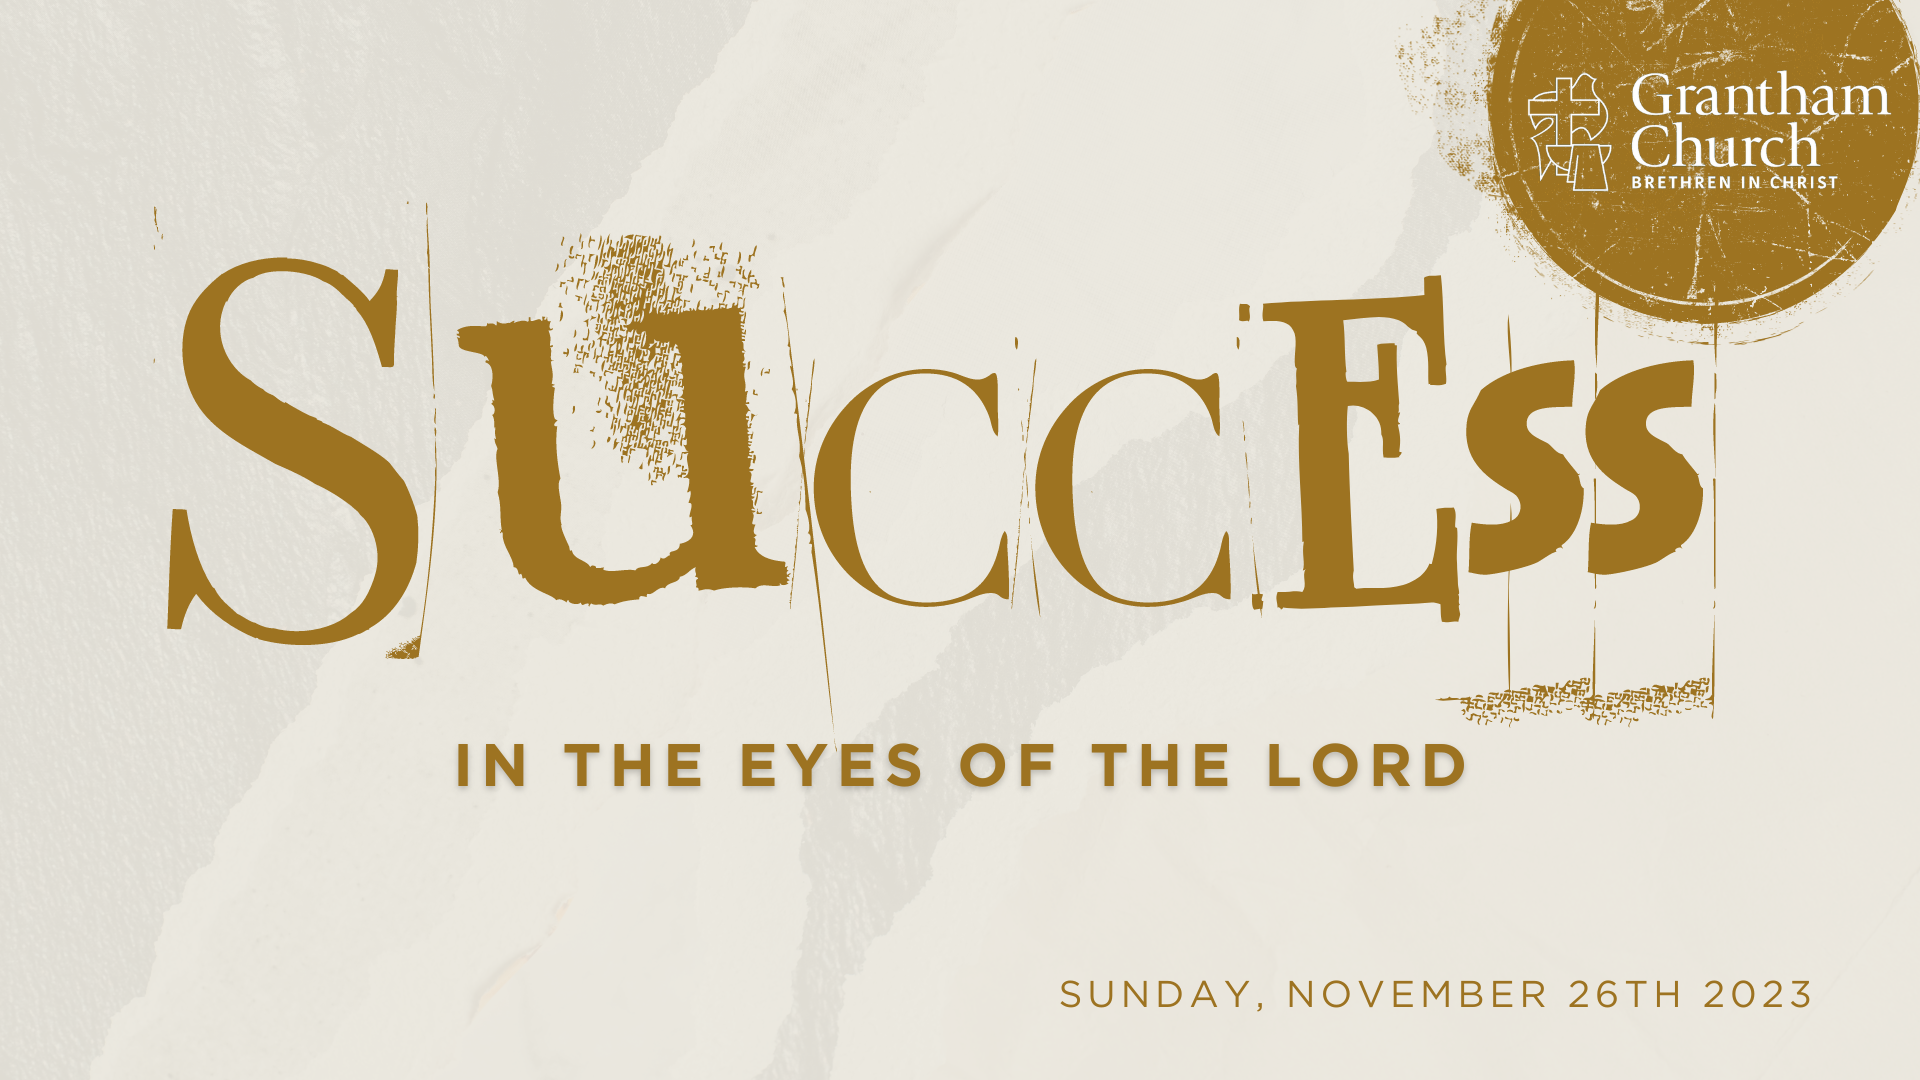 Grantham
Church
BRETHREN IN CHRIST
SuccEss
IN THE EYES OF THE LORD
SUNDAY, NOVEMBER 26TH 2023